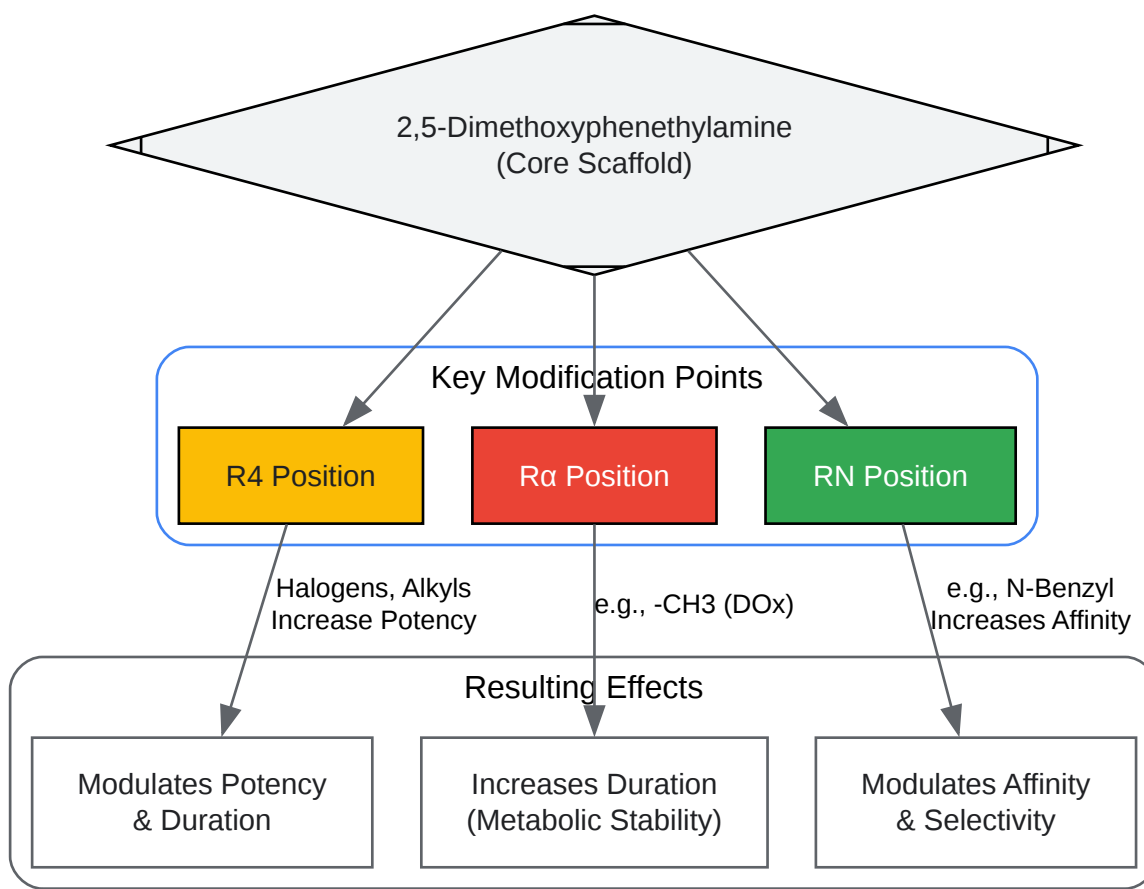 2,5-Dimethoxyphenethylamine
(Core Scaffold)
Key Modification Points
R4 Position
Rα Position
RN Position
Halogens, Alkyls
Increase Potency
e.g., -CH3 (DOx)
e.g., N-Benzyl
Increases Affinity
Resulting Effects
Modulates Potency
& Duration
Increases Duration
(Metabolic Stability)
Modulates Affinity
& Selectivity